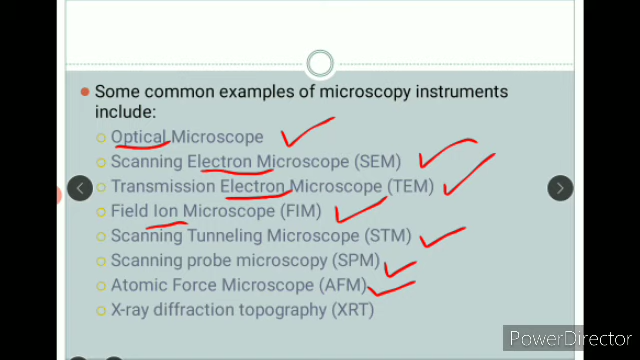 Some common examples of microscopy instruments
include:
Optical Microscope
Scanning Electron Microscope (SEM)
Transmission Electron Microscope (TEM)
Field Ion Microscope (FIM)
Scanning Tunneling Microscope (STM)
Scanning probe microscopy (SPM)
Atomic Force Microscope (AFM)
X-ray diffraction topography (XRT)
PowerDirector